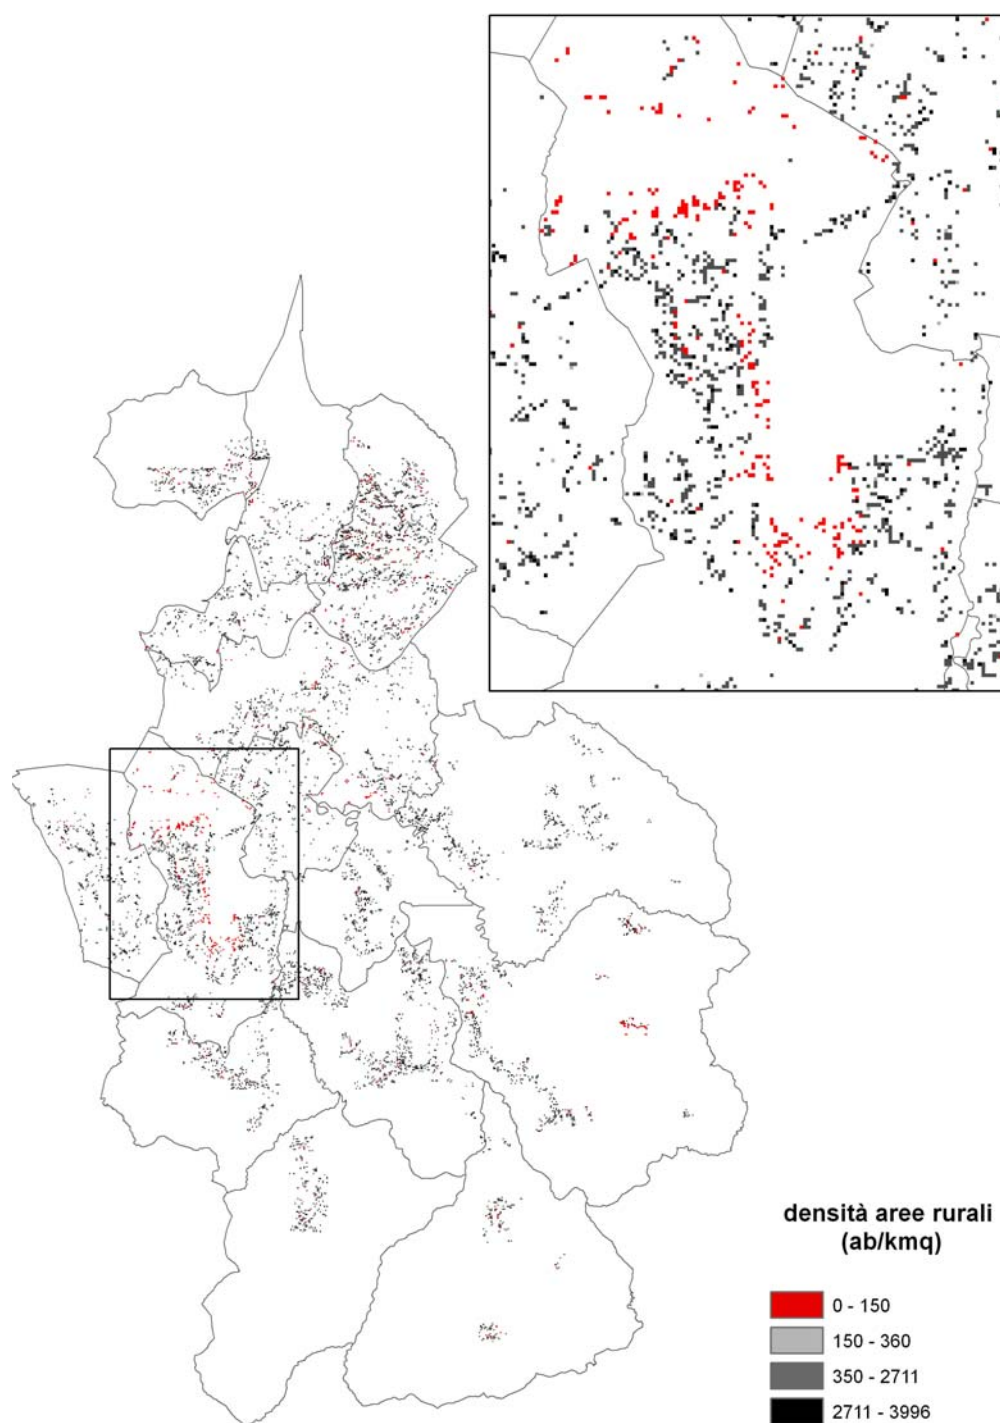 densità aree rurali
(ab/kmq)
0 - 150
150 - 360
350 - 2711
2711 - 3996